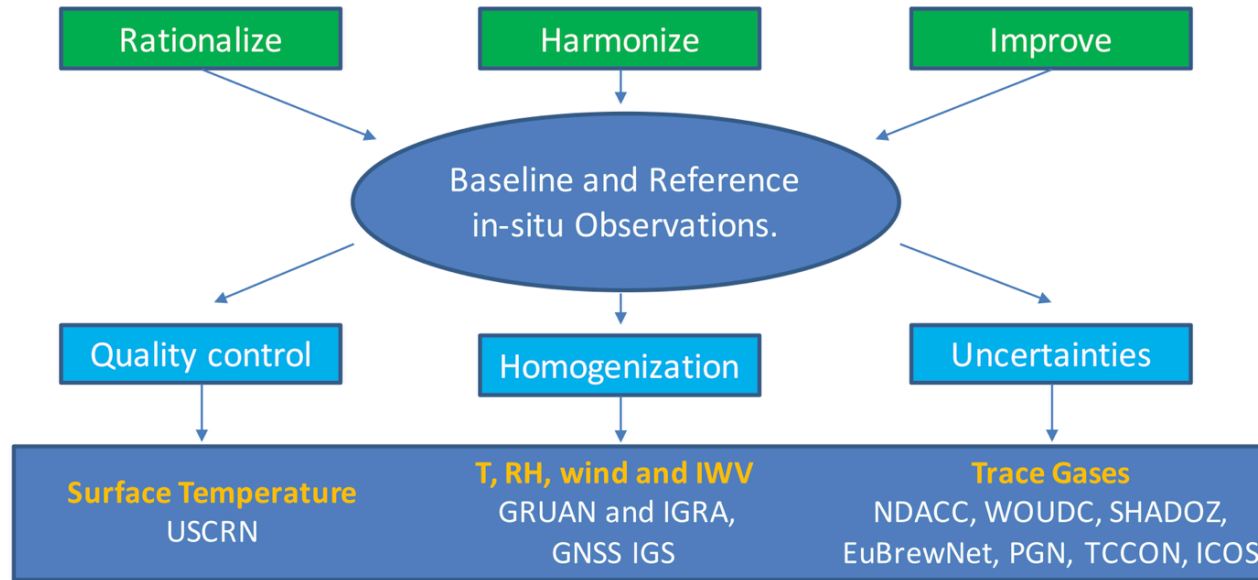 Rationalize
Harmonize
Improve
Baseline and Reference
in-situ Observations.
Quality control
Homogenization
Uncertainties
Surface Temperature
USCRN
T, RH, wind and IWV
GRUAN and IGRA,
GNSS IGS
Trace Gases
NDACC, WOUDC, SHADOZ,
EuBrewNet, PGN, TCCON, ICOS